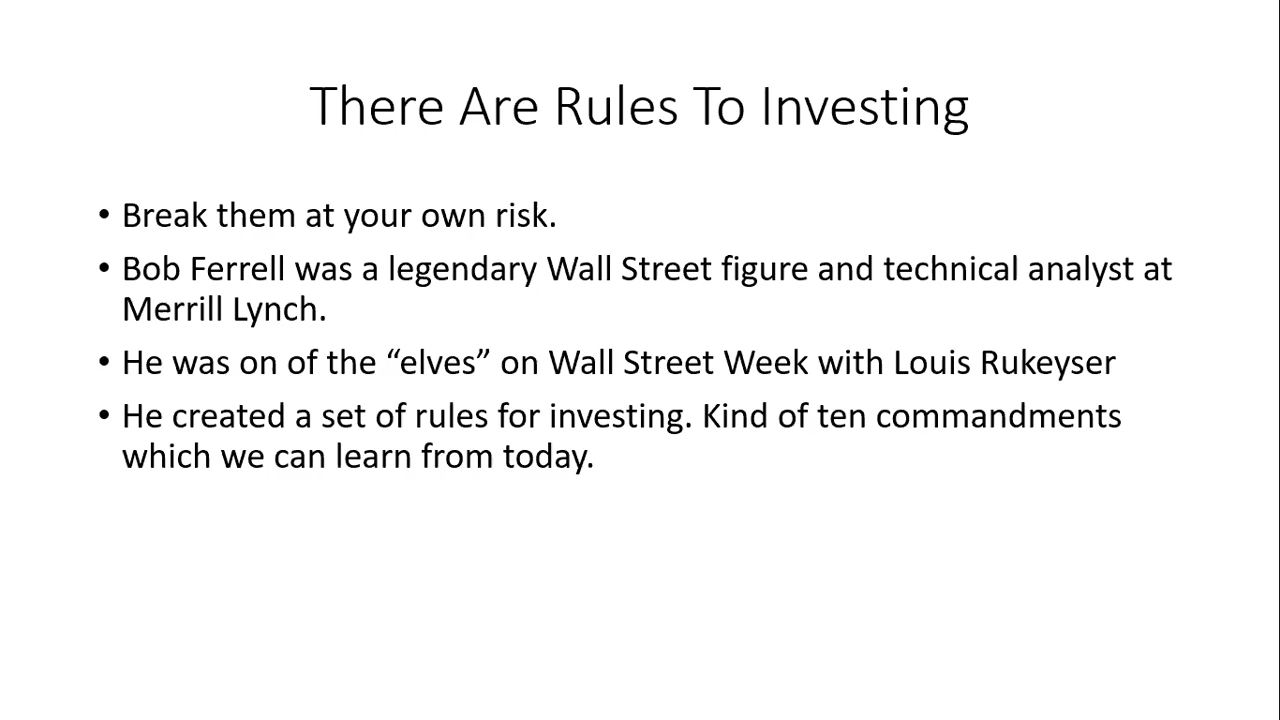 There Are Rules To Investing
• Break them at your own risk.
• Bob Ferrell was a legendary Wall Street figure and technical analyst at
Merrill Lynch.
• He was on of the “elves” on Wall Street Week with Louis Rukeyser
• He created a set of rules for investing. Kind of ten commandments
which we can learn from today.